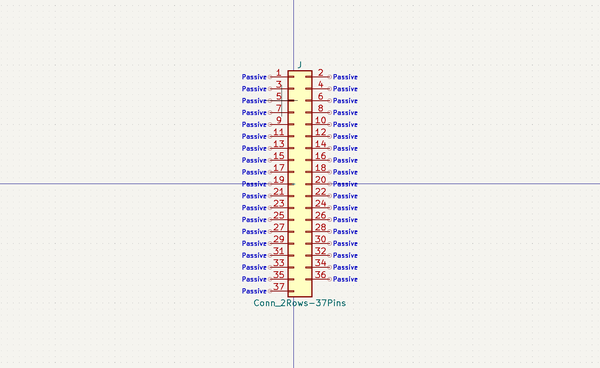 J
Passive 1 2 Passive
Passive 3 4 Passive
Passive 5 6 Passive
Passive 7 8 Passive
Passive 9 10 Passive
Passive 11 12 Passive
Passive 13 14 Passive
Passive 15 16 Passive
Passive 17 18 Passive
Passive 19 20 Passive
Passive 21 22 Passive
Passive 23 24 Passive
Passive 25 26 Passive
Passive 27 28 Passive
Passive 29 30 Passive
Passive 31 32 Passive
Passive 33 34 Passive
Passive 35 36 Passive
Passive 37
Conn_2Rows-37Pins